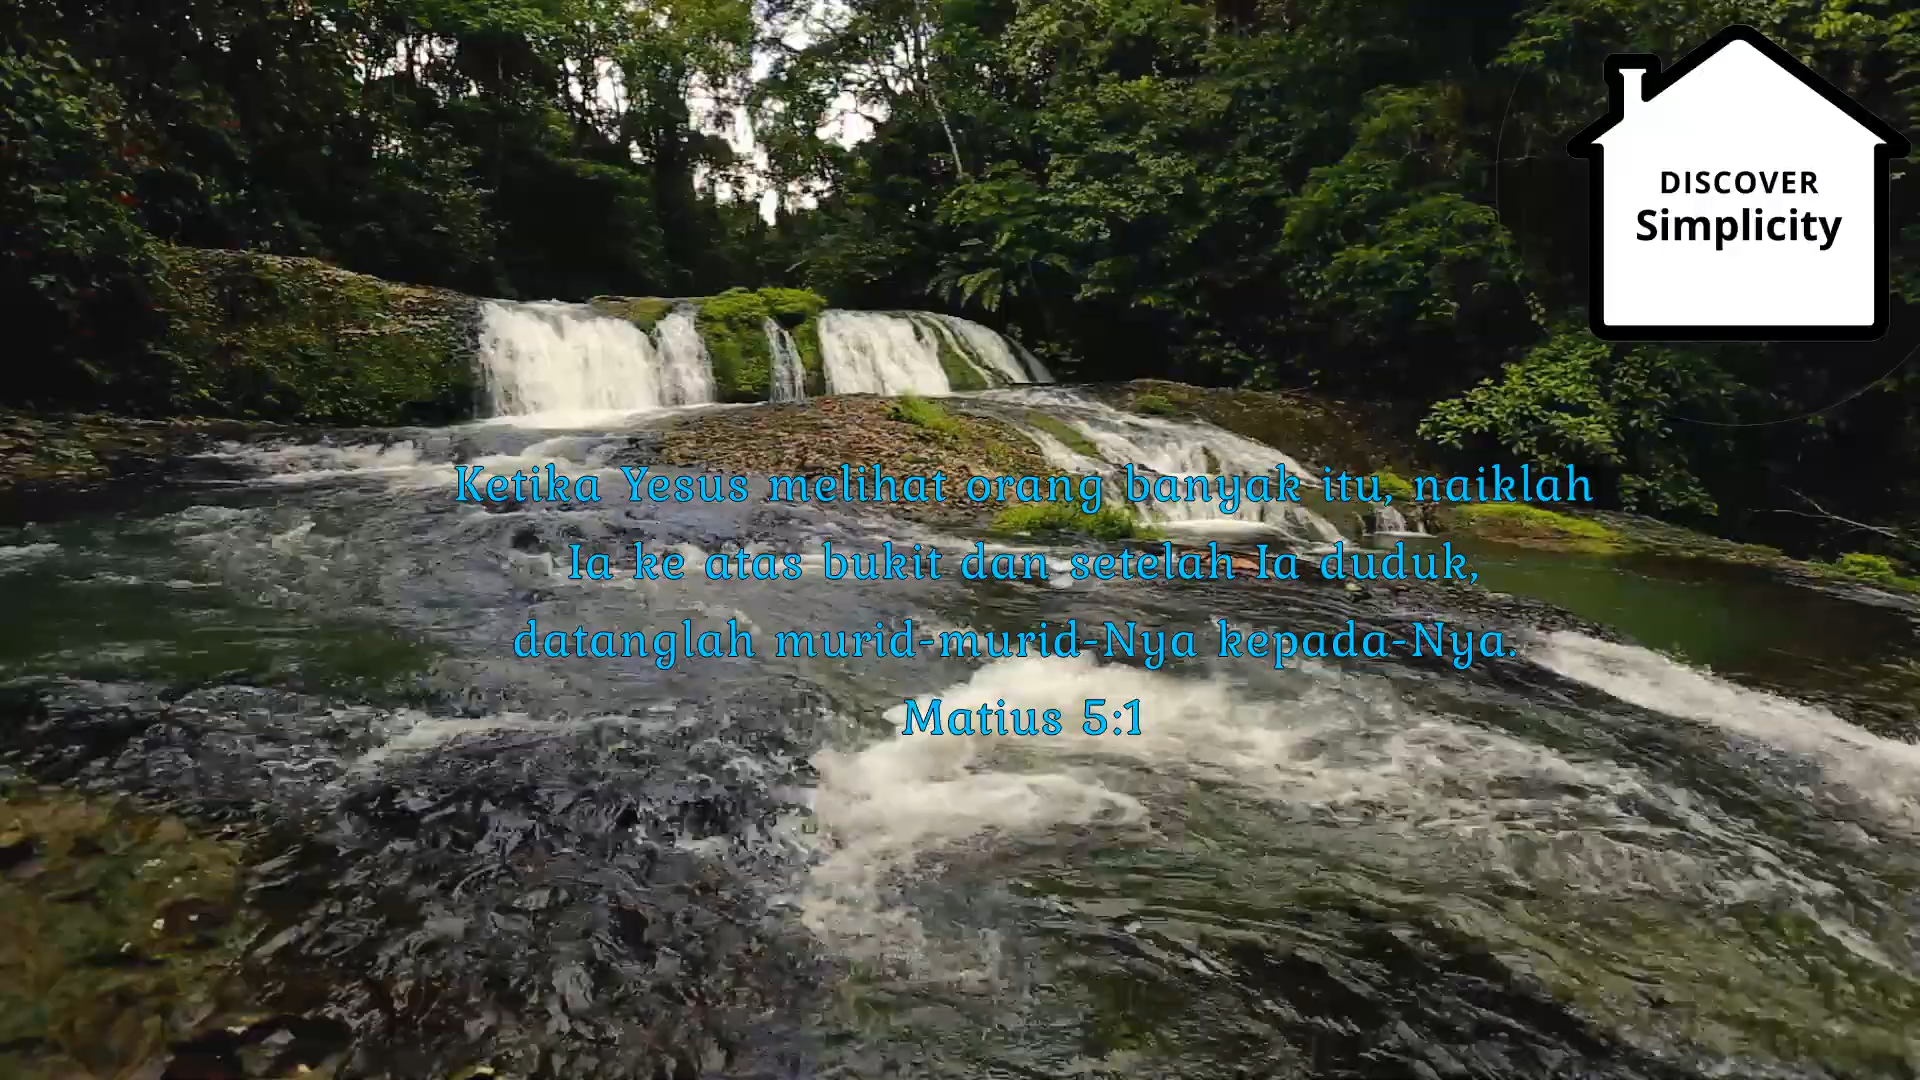 DISCOVER
Simplicity
Ketika Yesus melihat orang banyak itu, naiklah
Ia ke atas bukit dan setelah Ia duduk,
datanglah murid-murid-Nya kepada-Nya.
Matius 5:1